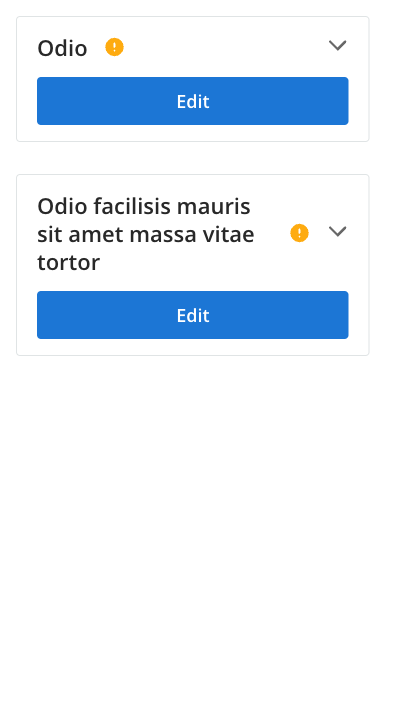 Odio
Edit
Odio facilisis mauris
sit amet massa vitae
tortor
Edit